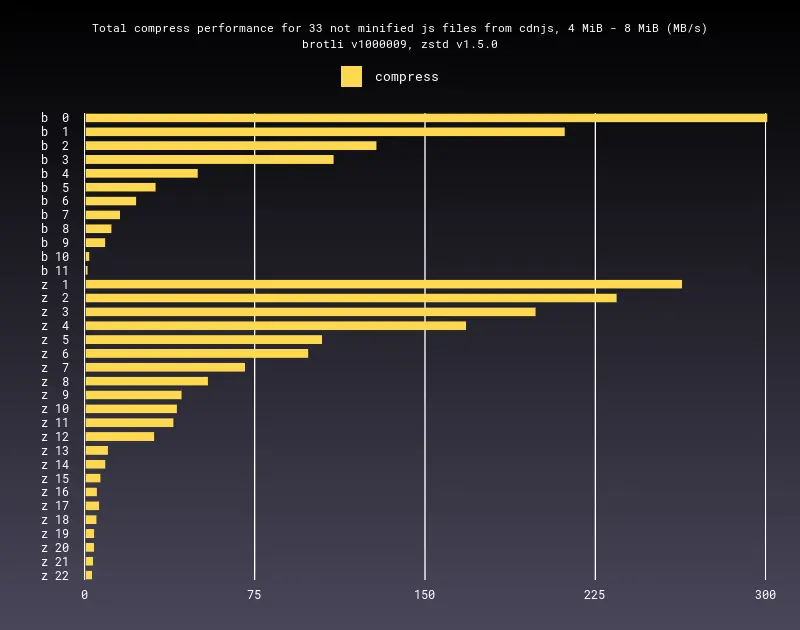 Total compress performance for 33 not minified js files from cdnjs, 4 MiB - 8 MiB (MB/s)
brotli v1000009, zstd v1.5.0
compress
b  0
b  1
b  2
b  3
b  4
b  5
b  6
b  7
b  8
b  9
b 10
b 11
z  1
z  2
z  3
z  4
z  5
z  6
z  7
z  8
z  9
z 10
z 11
z 12
z 13
z 14
z 15
z 16
z 17
z 18
z 19
z 20
z 21
z 22
0 75 150 225 300